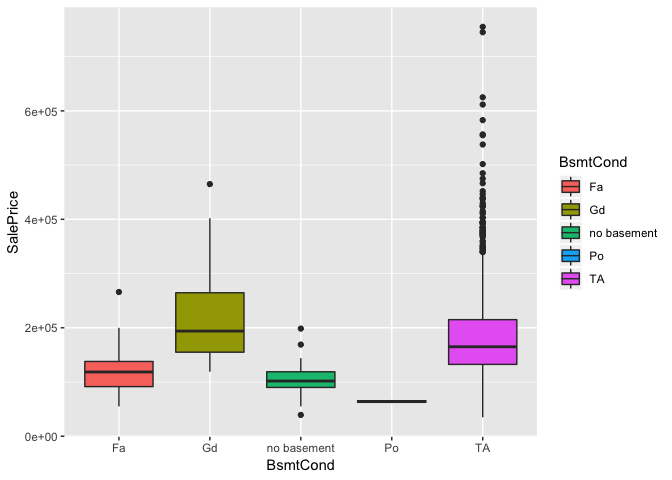 6e+05
4e+05
2e+05
0e+00
SalePrice
Fa
Gd
no basement
Po
TA
BsmtCond
BsmtCond
Fa
Gd
no basement
Po
TA